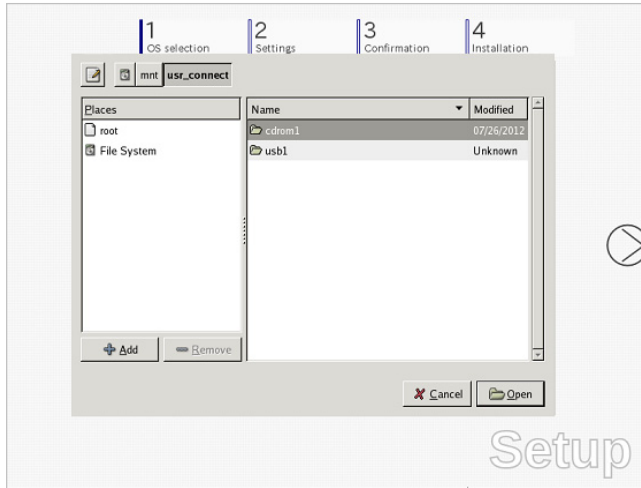 1 2 3 4
OS selection Settings Confirmation Installation
mnt usr_connect
Places Name Modified
root cdrom1 07/26/2012
File System usb1 Unknown
Add Remove
Cancel Open
Setup